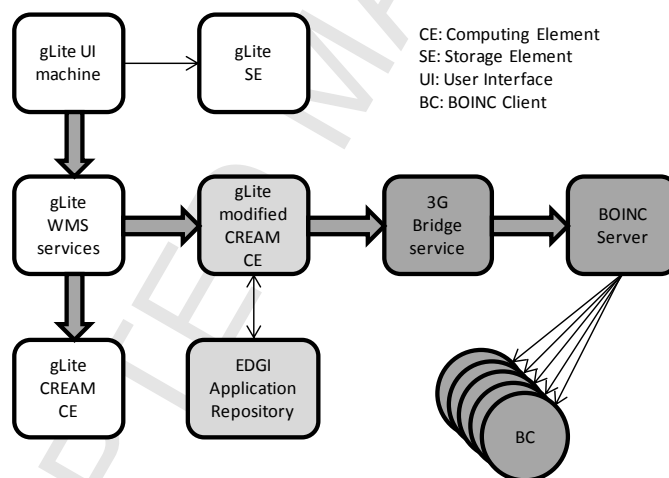 gLite UI
machine
gLite
SE
CE: Computing Element
SE: Storage Element
UI: User Interface
BC: BOINC Client
gLite
WMS
services
gLite
modified
CREAM
CE
3G
Bridge
service
BOINC
Server
gLite
CREAM
CE
EDGI
Application
Repository
BC